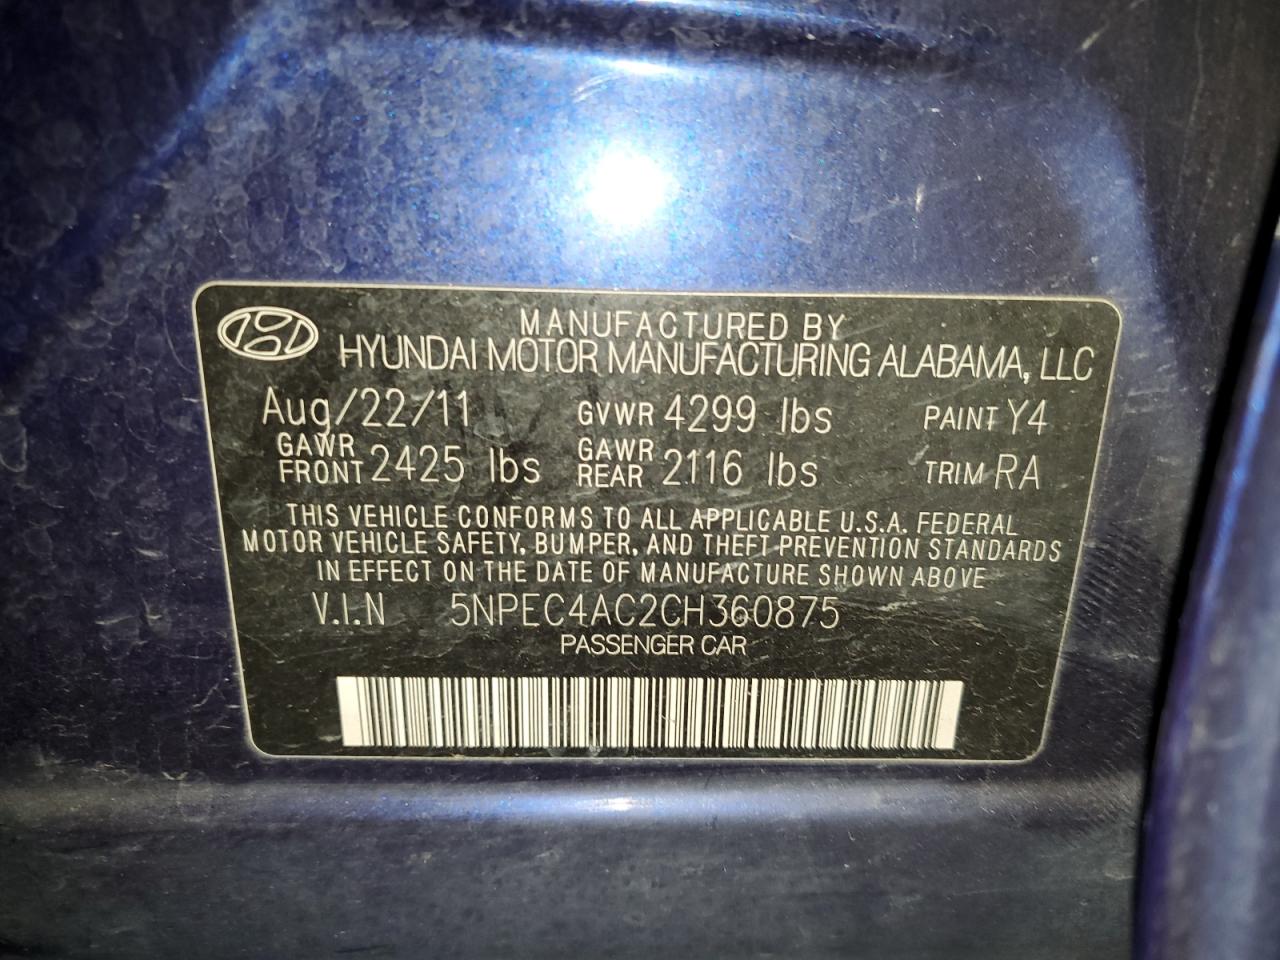 MANUFACTURED BY
HYUNDAI MOTOR MANUFACTURING ALABAMA, LLC
Aug/22/11 GVWR 4299 lbs PAINT Y4
GAWR FRONT 2425 lbs GAWR REAR 2116 lbs TRIM RA
THIS VEHICLE CONFORMS TO ALL APPLICABLE U.S.A. FEDERAL
MOTOR VEHICLE SAFETY, BUMPER, AND THEFT PREVENTION STANDARDS
IN EFFECT ON THE DATE OF MANUFACTURE SHOWN ABOVE
V.I.N 5NPEC4AC2CH360875
PASSENGER CAR